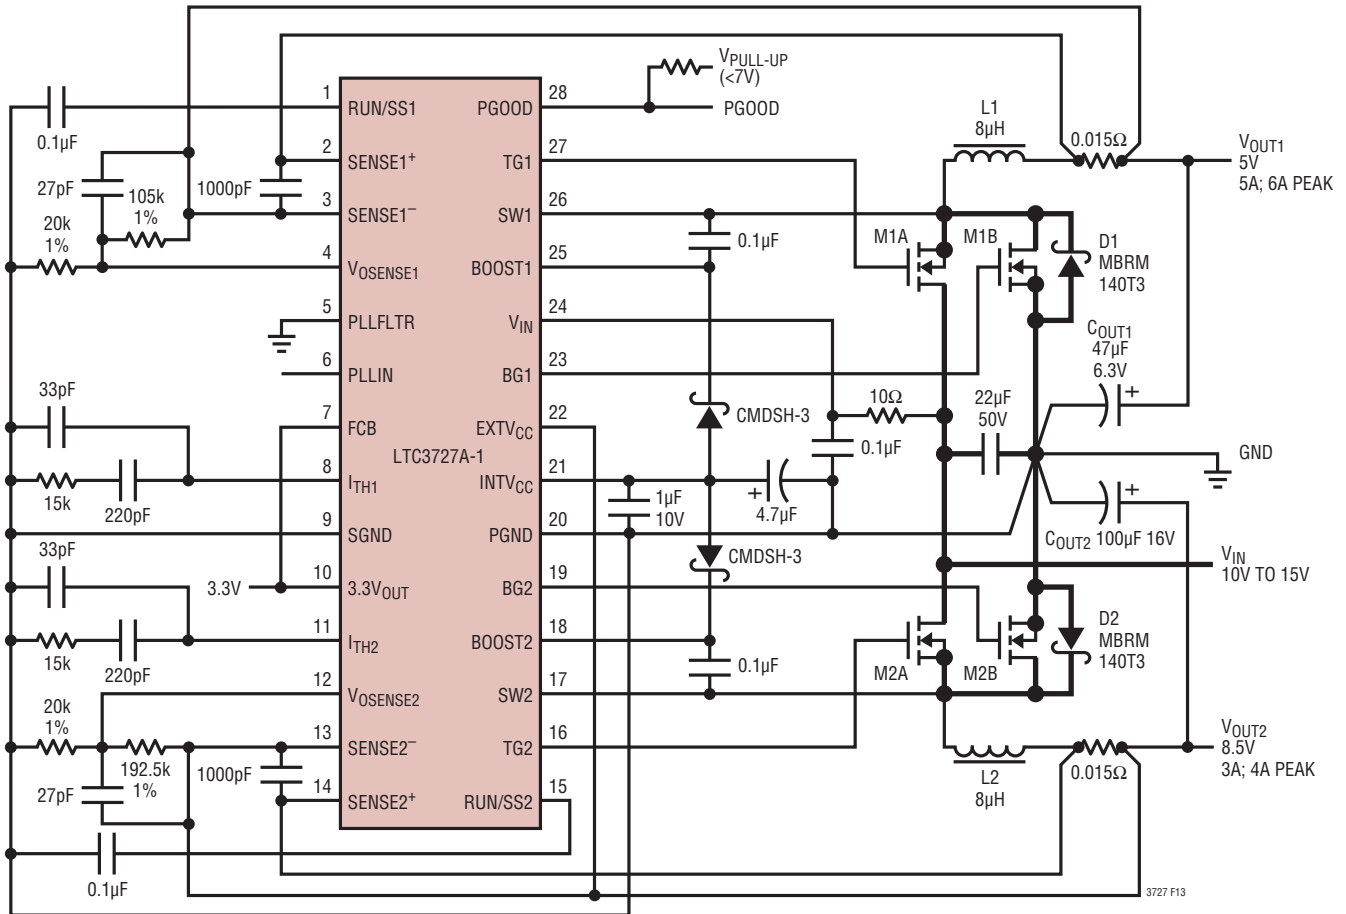 V_PULL-UP
(<7V)
PGOOD
0.1µF
1
RUN/SS1
PGOOD
28
2
SENSE1+
TG1
27
3
SENSE1–
SW1
26
4
V_OSENSE1
BOOST1
25
5
PLLFLTR
V_IN
24
6
PLLIN
BG1
23
7
FCB
EXTV_CC
22
LTC3727A-1
8
I_TH1
INTV_CC
21
9
SGND
PGND
20
10
3.3V_OUT
BG2
19
11
I_TH2
BOOST2
18
12
V_OSENSE2
SW2
17
13
SENSE2–
TG2
16
14
SENSE2+
RUN/SS2
15
27pF
105k
1%
1000pF
20k
1%
33pF
15k
220pF
33pF
3.3V
15k
220pF
20k
1%
192.5k
1%
1000pF
27pF
0.1µF
0.1µF
CMDSH-3
10Ω
0.1µF
1µF
10V
4.7µF
CMDSH-3
0.1µF
L1
8µH
0.015Ω
V_OUT1
5V
5A; 6A PEAK
M1A
M1B
D1
MBRM
140T3
C_OUT1
47µF
6.3V
+
22µF
50V
GND
+
+
C_OUT2 100µF 16V
V_IN
10V TO 15V
M2A
M2B
D2
MBRM
140T3
L2
8µH
0.015Ω
V_OUT2
8.5V
3A; 4A PEAK
3727 F13